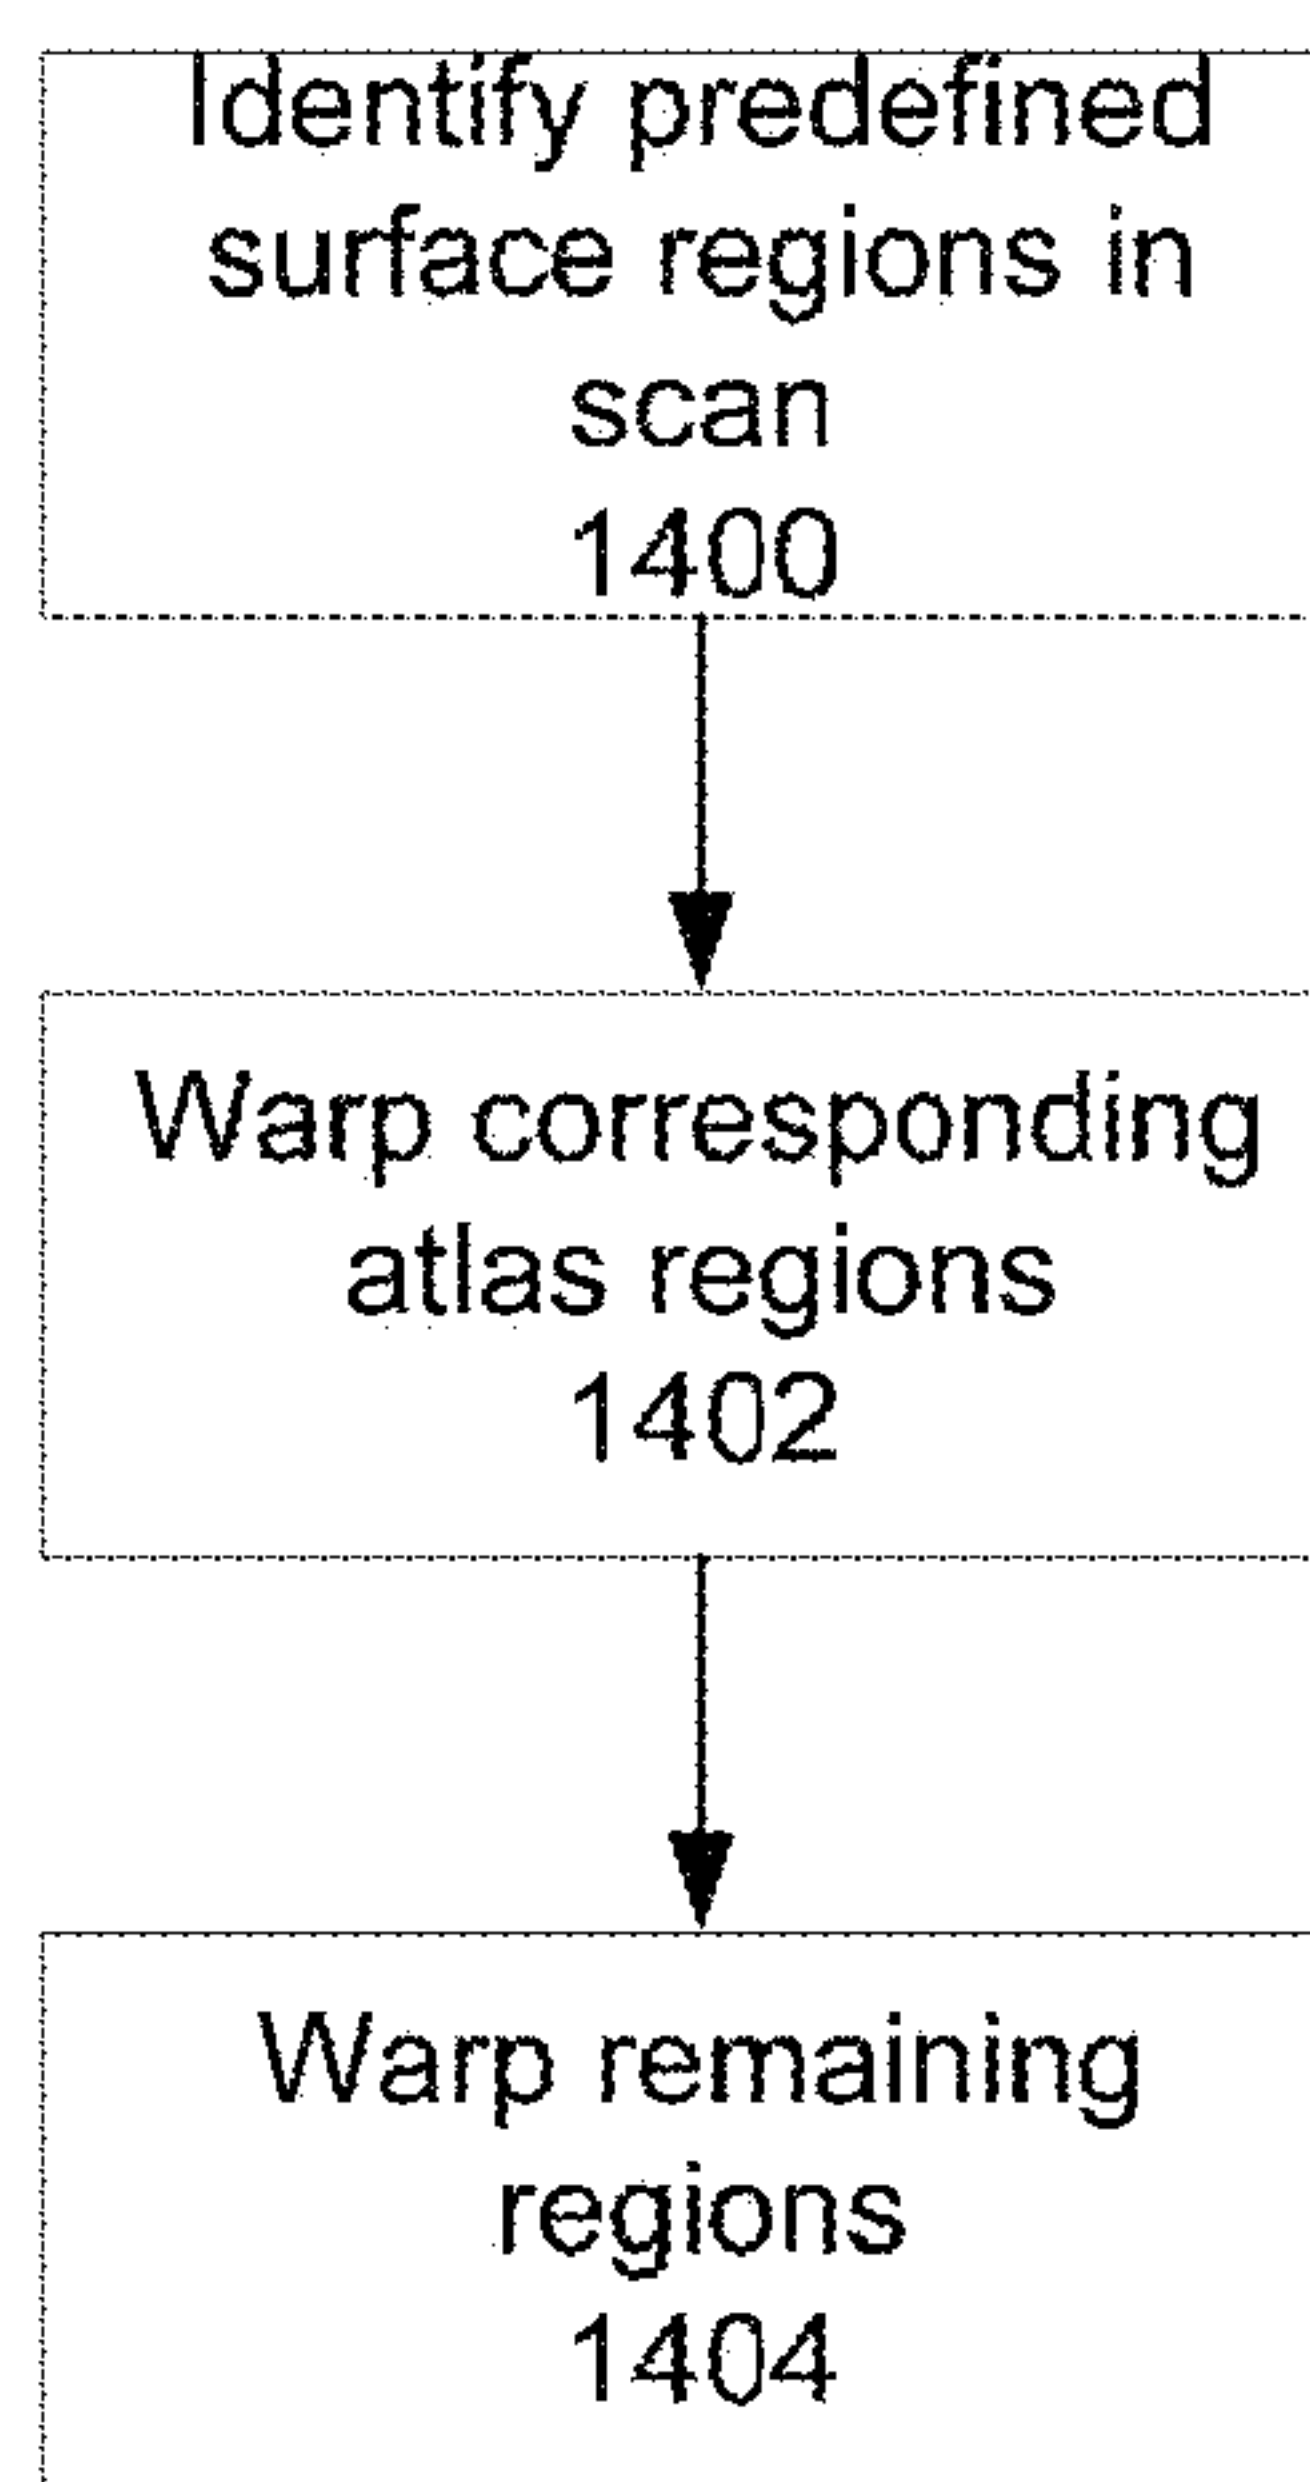 Identify predefined
surface regions in
scan
1400
Warp corresponding
atlas regions
1402
Warp remaining
regions
1404